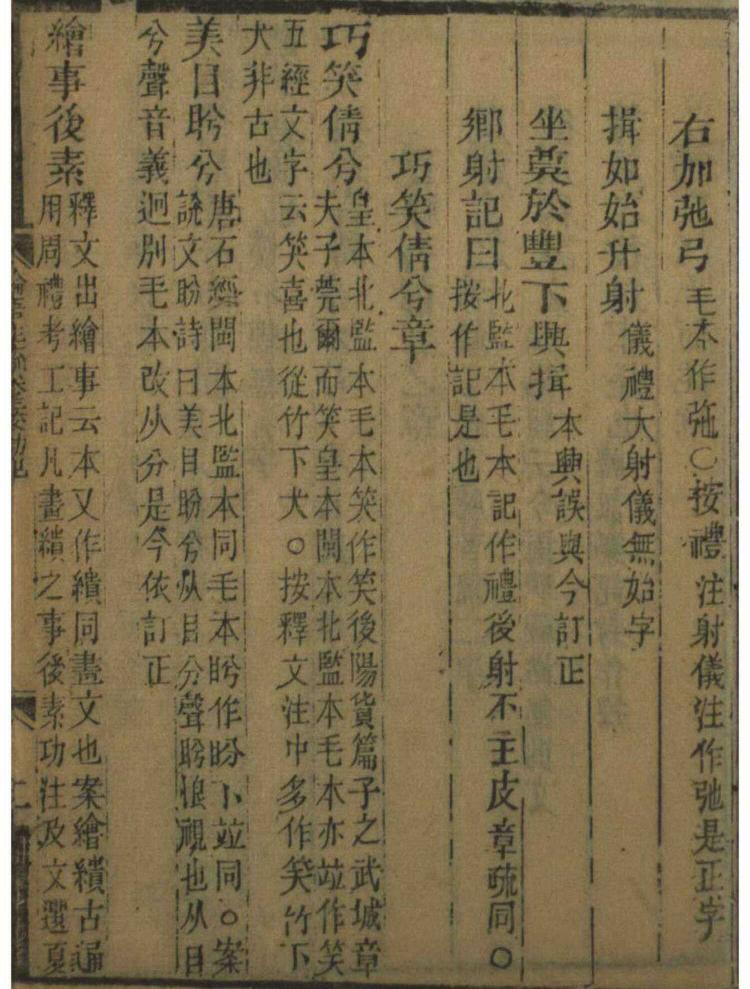 右加弛弓毛本作弥○按禮注射儀注作弛是正字
揖如始升射儀禮大射儀無始字
坐奠於豐下興揖本興誤與今訂正
鄉射記曰北監本毛本記作禮後射不主皮章疏同○
按作記是也
巧笑倩兮章
巧笑倩兮皇本北監本毛本笑作笑後陽貨篇子之武城章
夫子莞爾而笑皇本閩本北監本毛本亦竝作笑
五經文字云笑喜也從竹下犬○按釋文注中多作笑竹下
犬非古也
美目盻兮唐石經閩本北監本同毛本盻作盼下竝同○案
說文盼詩曰美目盼兮从目分聲盻恨視也从目
兮聲音義迥別毛本改从分是今依訂正
繪事後素釋文出繪事云本又作繢同畫文也案繪繢古通
用周禮考工記凡畫繢之事後素功注及文選夏